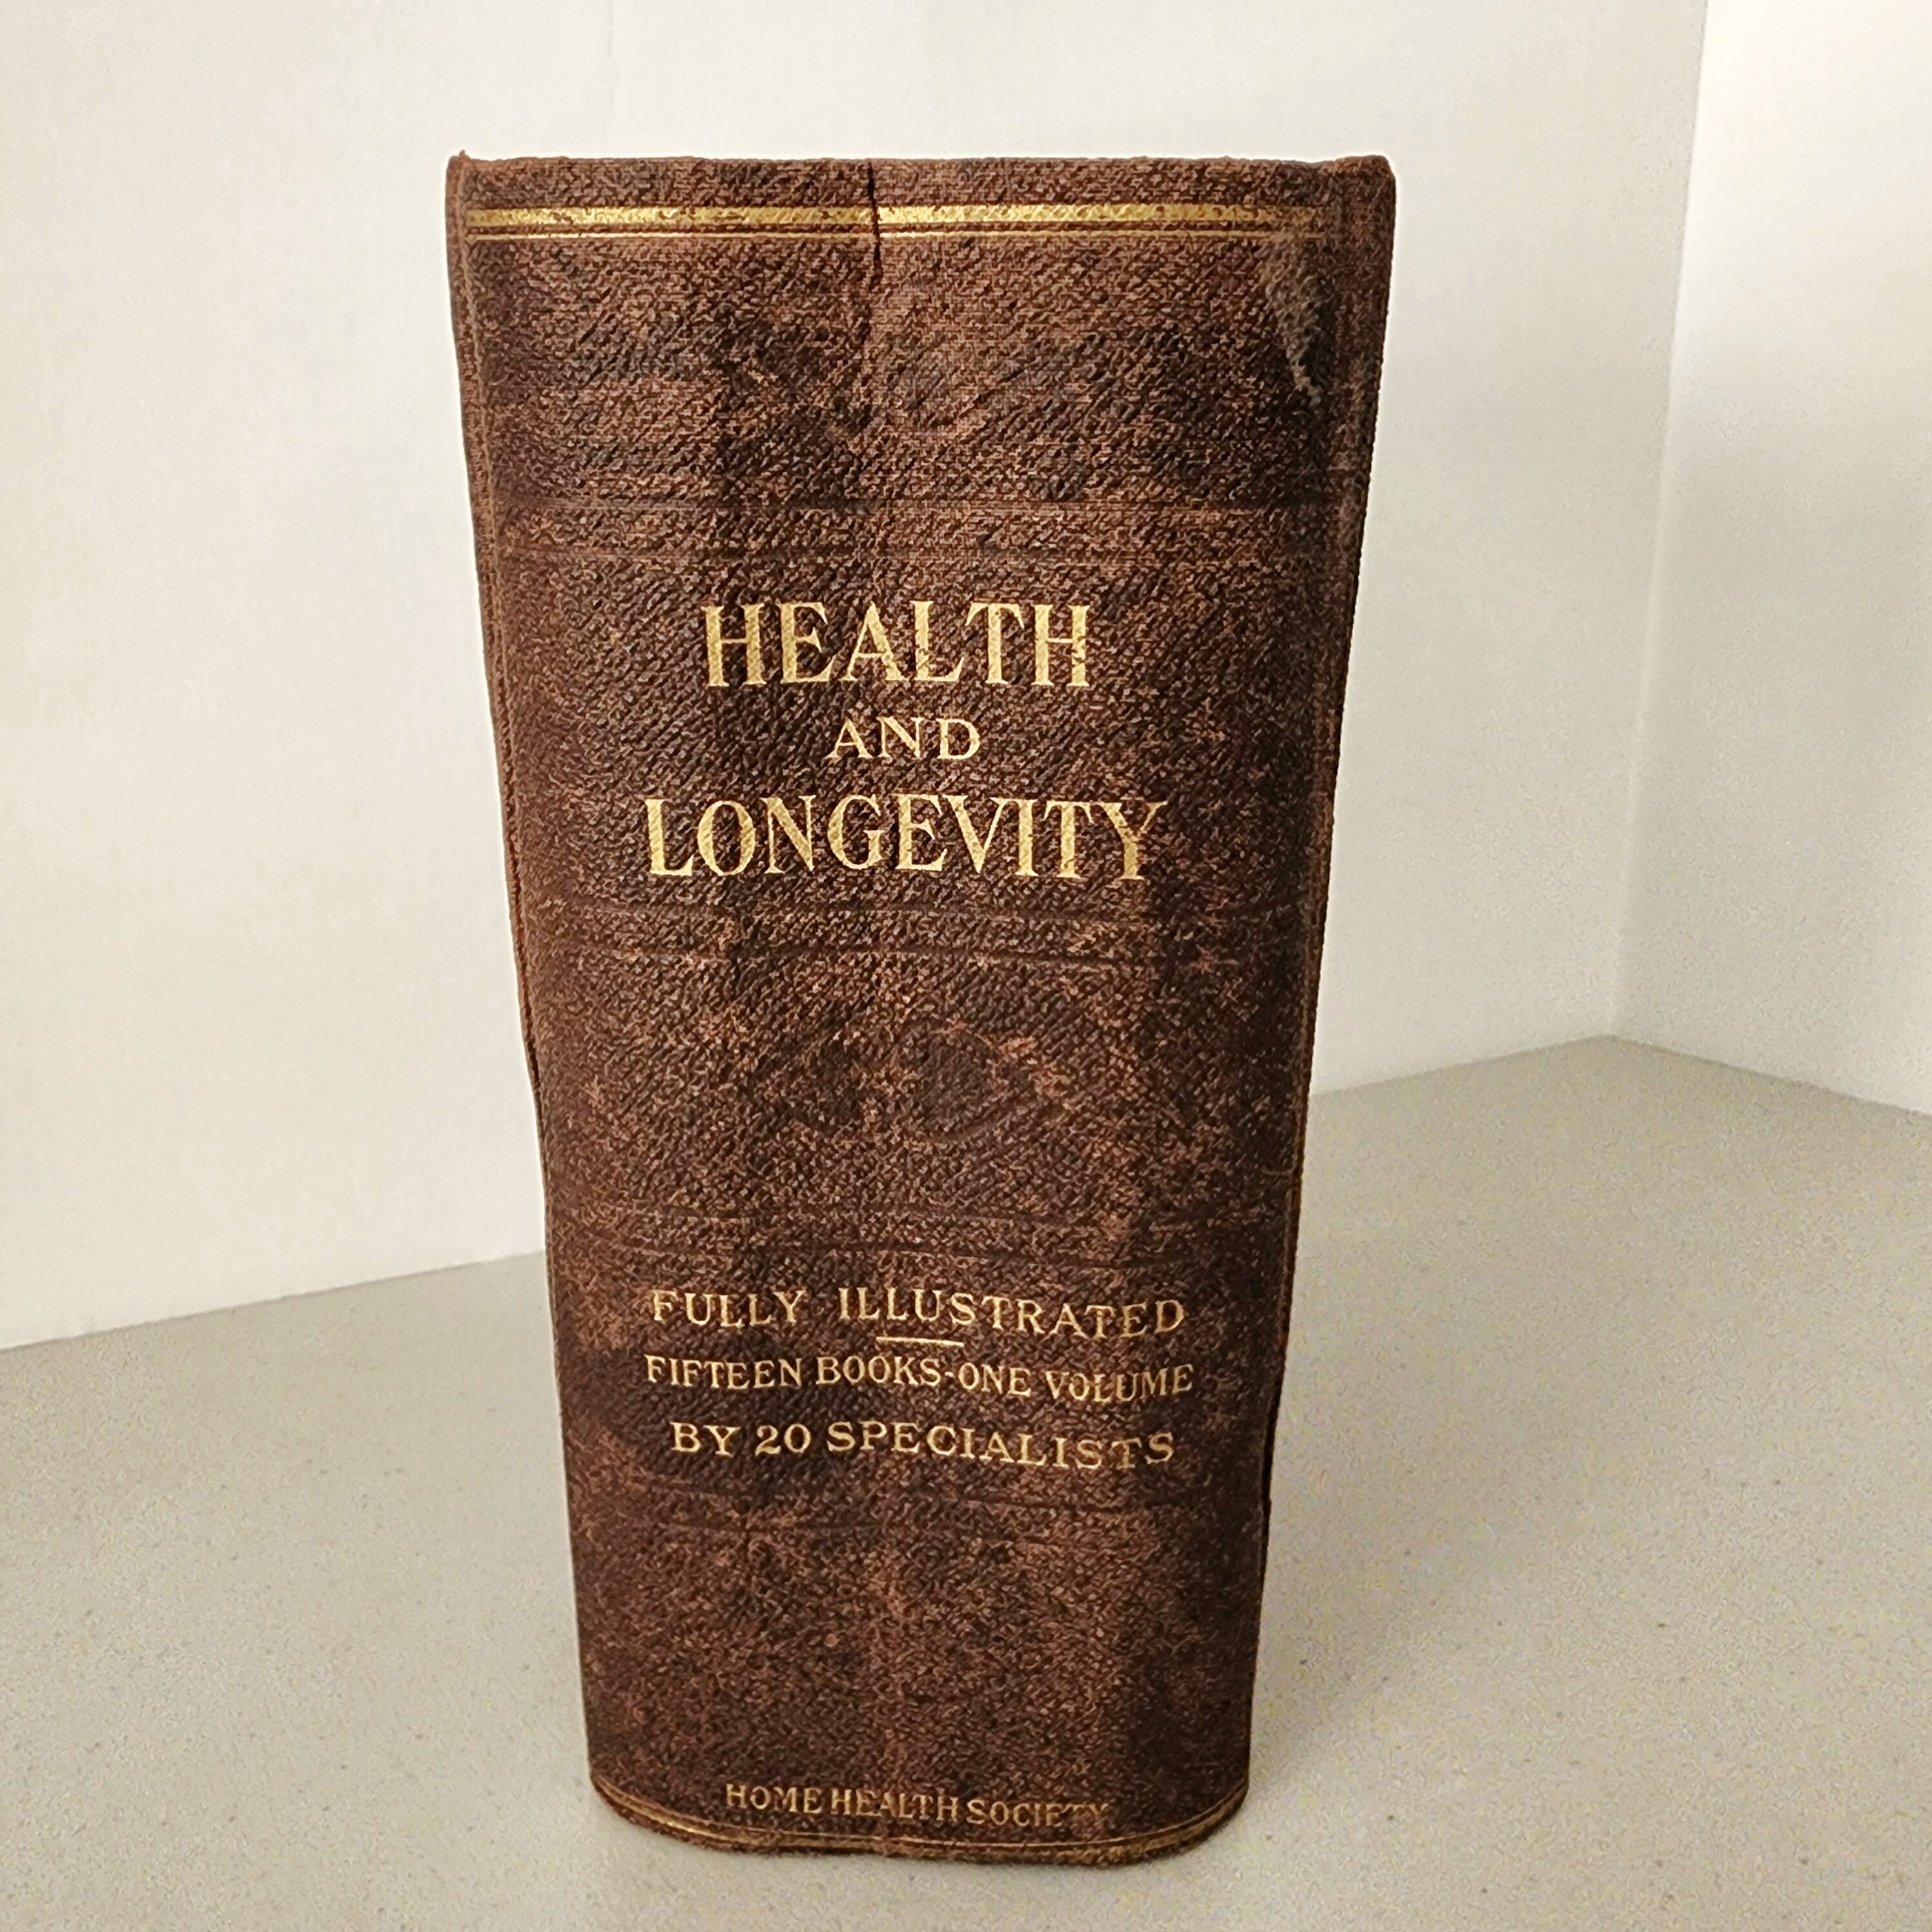 HEALTH
AND
LONGEVITY
FULLY ILLUSTRATED
FIFTEEN BOOKS-ONE VOLUME
BY 20 SPECIALISTS
HOME HEALTH SOCIETY